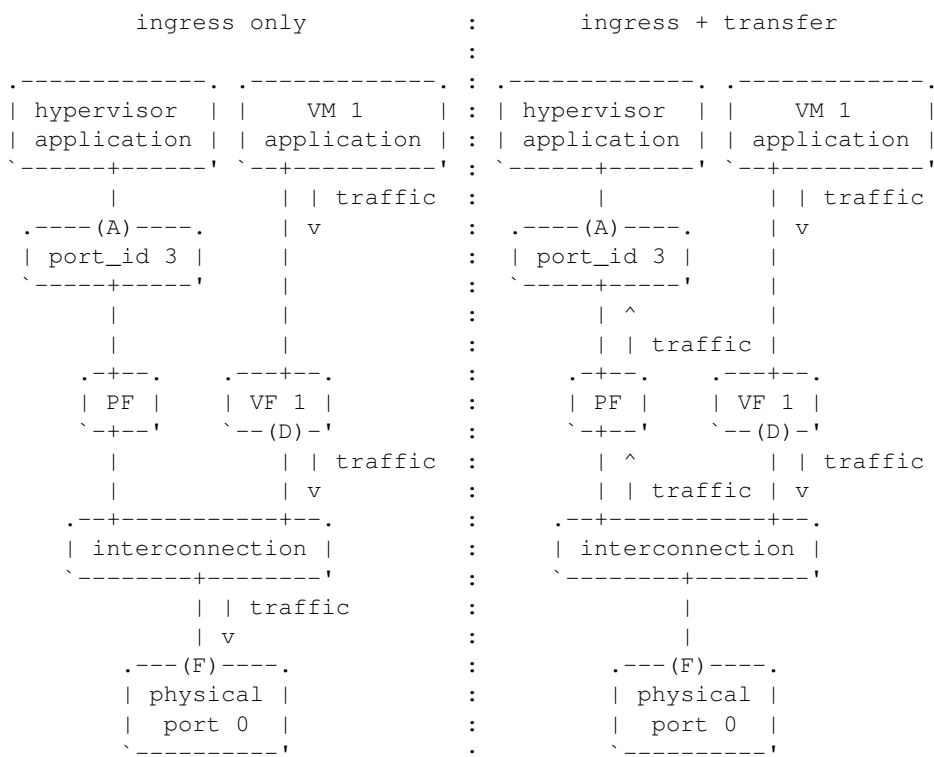 ingress only : ingress + transfer
:
.-------------. .-------------. : .-------------. .-------------.
| hypervisor | | VM 1 | : | hypervisor | | VM 1 |
| application | | application | : | application | | application |
`------+------' `--+----------' : `------+------' `--+----------'
| | | traffic : | | | traffic
.----(A)----. | v : .----(A)----. | v
| port_id 3 | | : | port_id 3 | |
`-----+-----' | : `-----+-----' |
| | : | ^ |
| | : | | traffic |
.-+--. .---+--. : .-+--. .---+--.
| PF | | VF 1 | : | PF | | VF 1 |
`-+--' `--(D)-' : `-+--' `--(D)-'
| | | traffic : | ^ | | traffic
| | v : | | traffic | v
.--+-----------+--. : .--+-----------+--.
| interconnection | : | interconnection |
`--------+--------' : `--------+--------'
| | traffic : |
| v : |
.---(F)----. : .---(F)----.
| physical | : | physical |
| port 0 | : | port 0 |
`----------' : `----------'